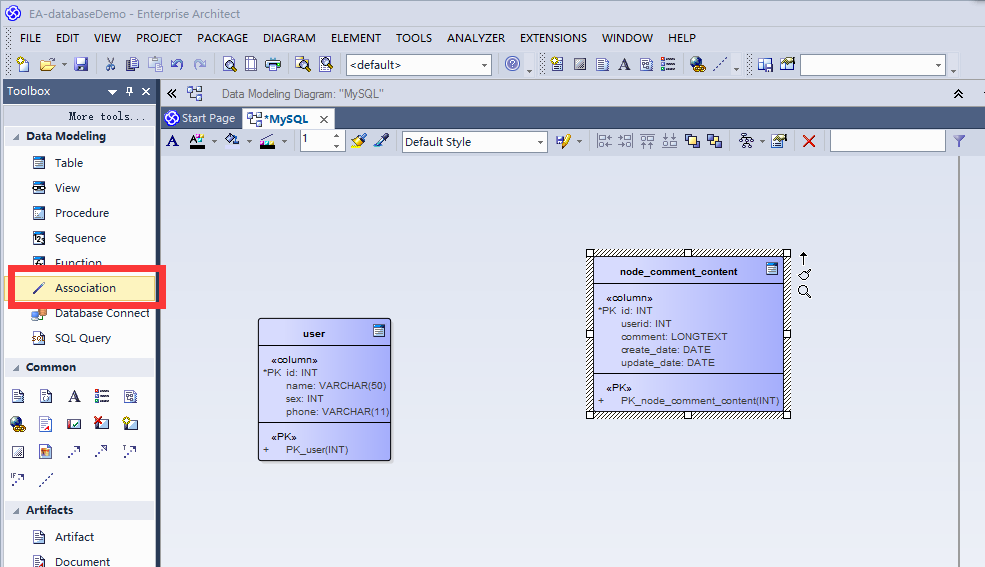 EA-databaseDemo - Enterprise Architect
FILE EDIT VIEW PROJECT PACKAGE DIAGRAM ELEMENT TOOLS ANALYZER EXTENSIONS WINDOW HELP
<default>
Toolbox
Data Modeling Diagram: "MySQL"
More tools...
Start Page
*MySQL
Data Modeling
1
Default Style
Table
View
Procedure
Sequence
Function
Association
Database Connect
SQL Query
Common
Artifacts
Artifact
Document
user
«column»
*PK id: INT
name: VARCHAR(50)
sex: INT
phone: VARCHAR(11)
«PK»
+ PK_user(INT)
node_comment_content
«column»
*PK id: INT
userid: INT
comment: LONGTEXT
create_date: DATE
update_date: DATE
«PK»
+ PK_node_comment_content(INT)